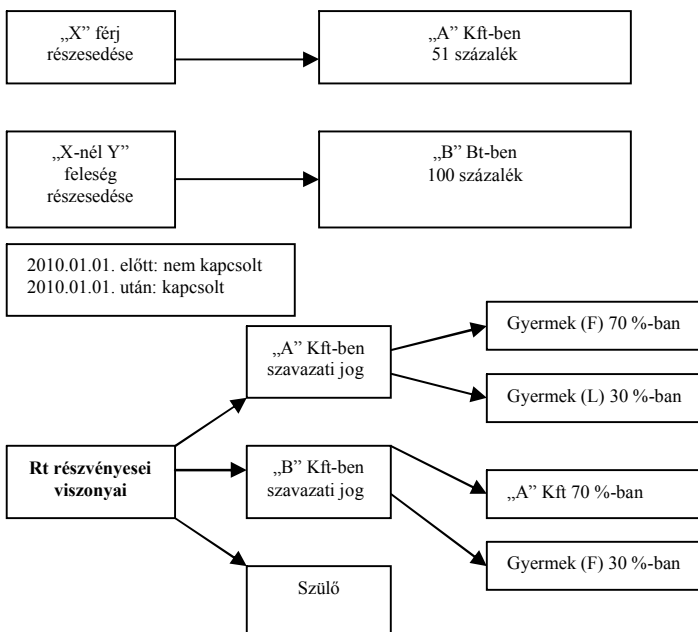 „X” férj
részesedése
„A” Kft-ben
51 százalék
„X-nél Y”
feleség
részesedése
„B” Bt-ben
100 százalék
2010.01.01. előtt: nem kapcsolt
2010.01.01. után: kapcsolt
„A” Kft-ben
szavazati jog
Gyermek (F) 70 %-ban
Gyermek (L) 30 %-ban
Rt részvényesei
viszonyai
„B” Kft-ben
szavazati jog
„A” Kft 70 %-ban
Gyermek (F) 30 %-ban
Szülő